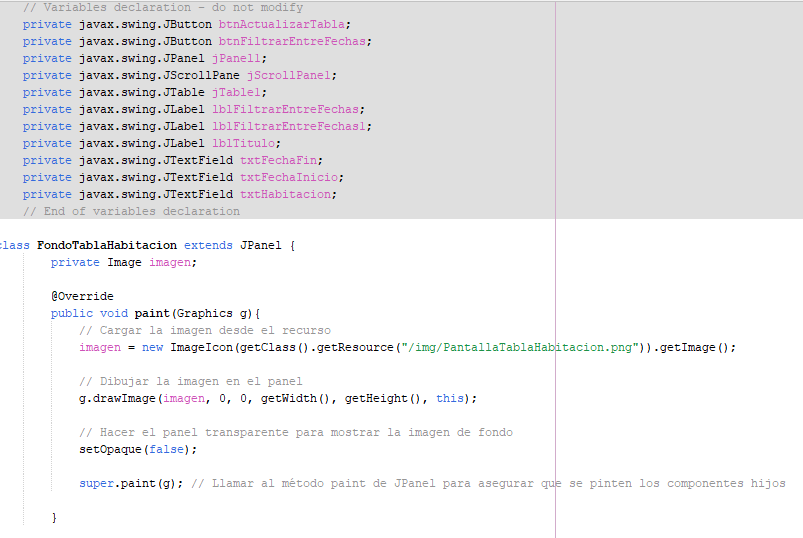 // Variables declaration - do not modify
private javax.swing.JButton btnActualizarTabla;
private javax.swing.JButton btnFiltrarEntreFechas;
private javax.swing.JPanel jPanel1;
private javax.swing.JScrollPane jScrollPane1;
private javax.swing.JTable jTable1;
private javax.swing.JLabel lblFiltrarEntreFechas;
private javax.swing.JLabel lblFiltrarEntreFechas1;
private javax.swing.JLabel lblTitulo;
private javax.swing.JTextField txtFechaFin;
private javax.swing.JTextField txtFechaInicio;
private javax.swing.JTextField txtHabitacion;
// End of variables declaration
class FondoTablaHabitacion extends JPanel {
private Image imagen;
@Override
public void paint(Graphics g){
// Cargar la imagen desde el recurso
imagen = new ImageIcon(getClass().getResource("/img/PantallaTablaHabitacion.png")).getImage();
// Dibujar la imagen en el panel
g.drawImage(imagen, 0, 0, getWidth(), getHeight(), this);
// Hacer el panel transparente para mostrar la imagen de fondo
setOpaque(false);
super.paint(g); // Llamar al método paint de JPanel para asegurar que se pinten los componentes hijos
}